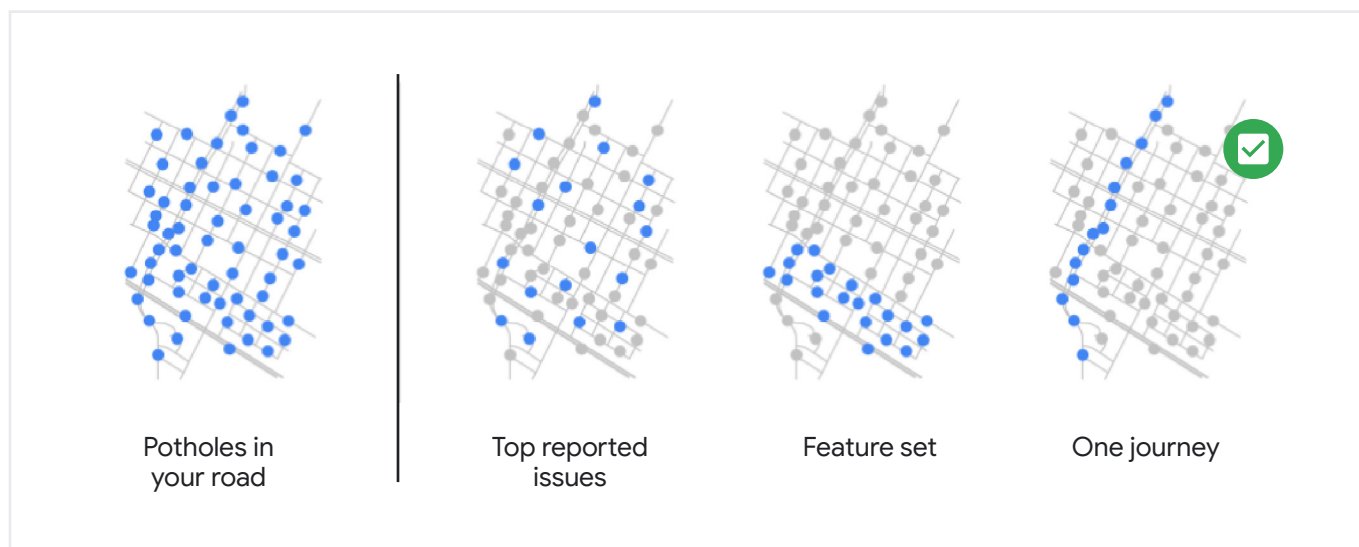 Potholes in
your road
Top reported
issues
Feature set
One journey